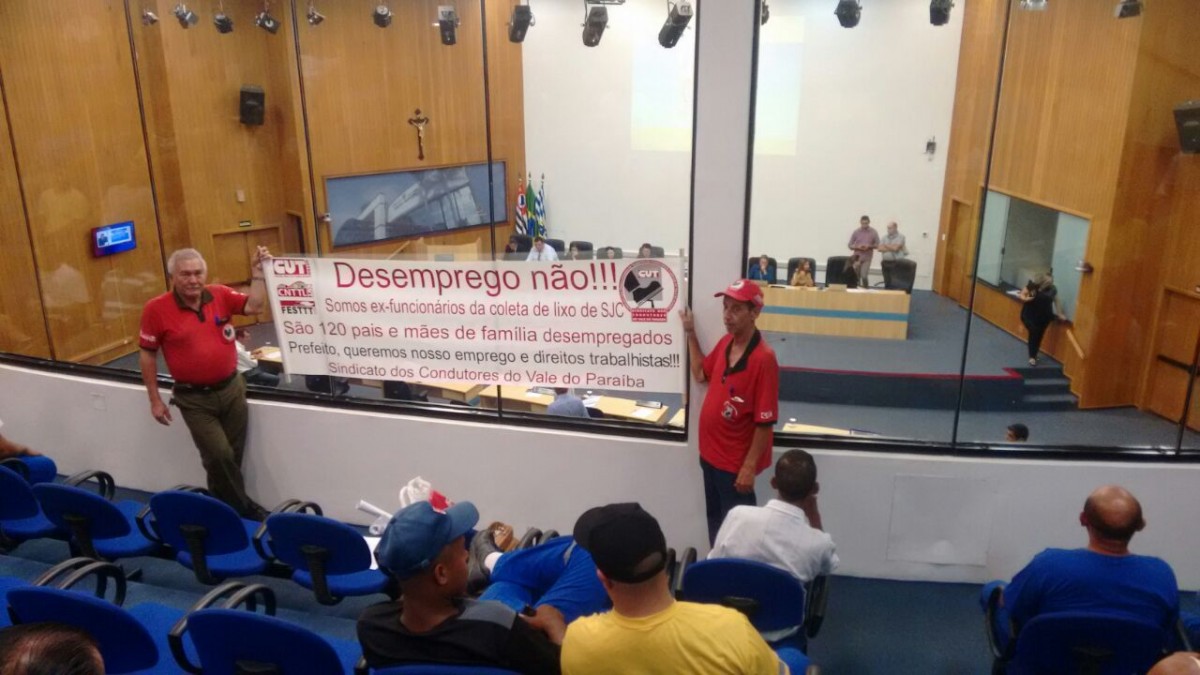 CUT
CNTTL
FESTTT
Desemprego não!!!
CUT
Somos ex-funcionários da coleta de lixo de SJC
São 120 pais e mães de família desempregados
Prefeito, queremos nosso emprego e direitos trabalhistas!!!
Sindicato dos Condutores do Vale do Paraíba